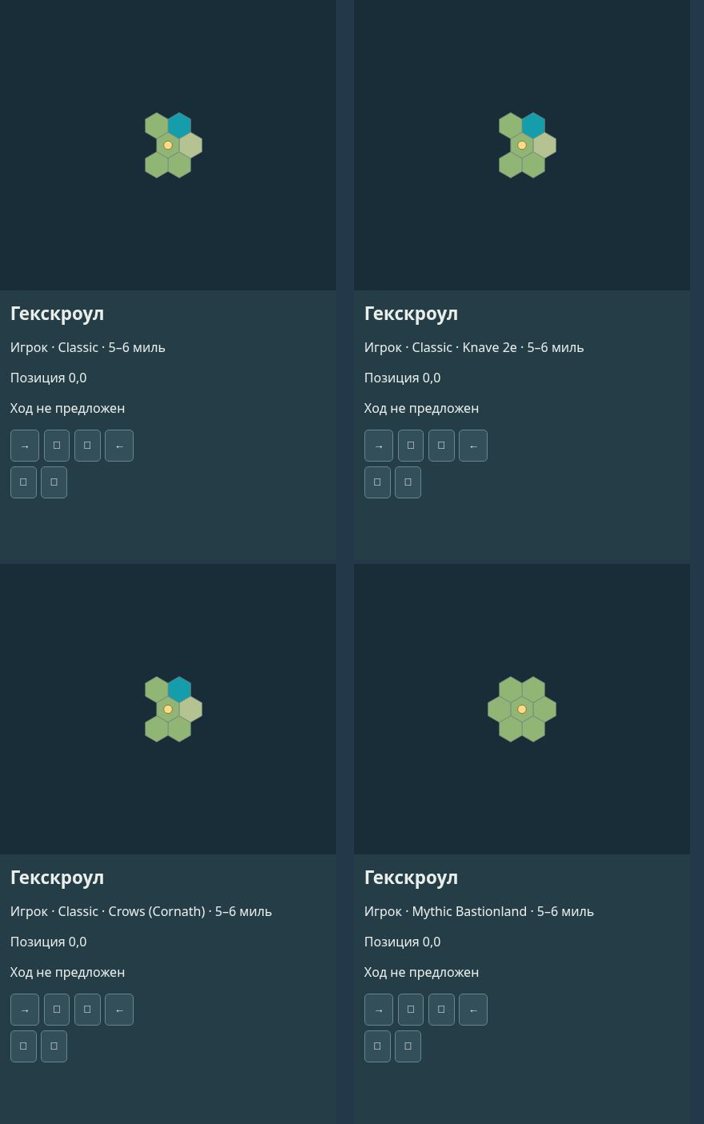 Гекскроул
Игрок · Classic · 5–6 миль
Позиция 0,0
Ход не предложен
→ ←
Гекскроул
Игрок · Classic · Knave 2e · 5–6 миль
Позиция 0,0
Ход не предложен
→ ←
Гекскроул
Игрок · Classic · Crows (Cornath) · 5–6 миль
Позиция 0,0
Ход не предложен
→ ←
Гекскроул
Игрок · Mythic Bastionland · 5–6 миль
Позиция 0,0
Ход не предложен
→ ←